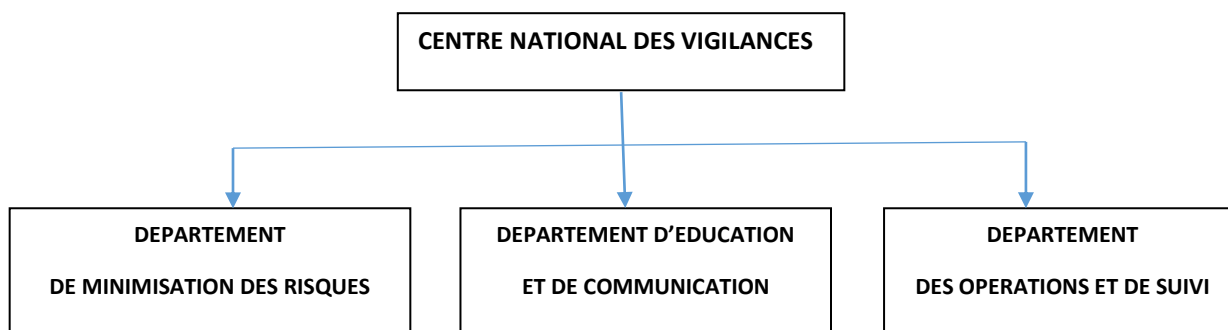 CENTRE NATIONAL DES VIGILANCES
DEPARTEMENT
DE MINIMISATION DES RISQUES
DEPARTEMENT D’EDUCATION
ET DE COMMUNICATION
DEPARTEMENT
DES OPERATIONS ET DE SUIVI